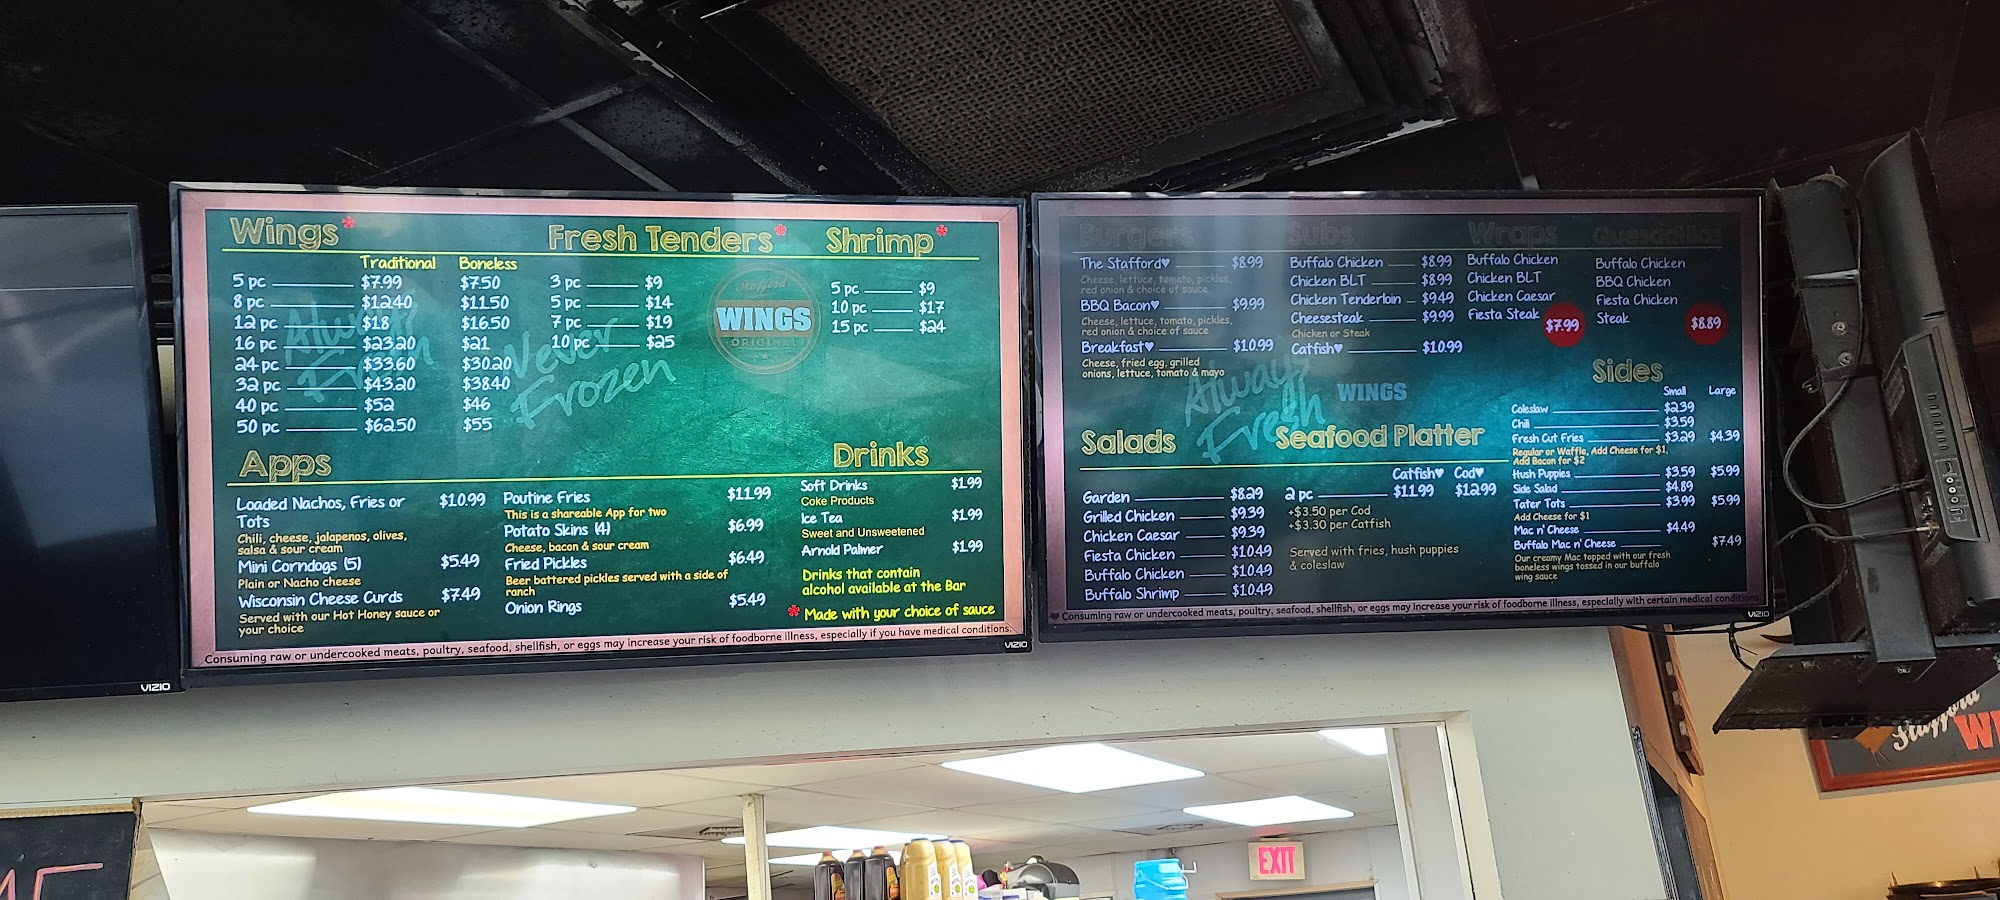 Wings*
Traditional Boneless
5 pc $7.99 $7.50
8 pc $12.40 $11.50
12 pc $18 $16.50
16 pc $23.20 $21
24 pc $33.60 $30.20
32 pc $43.20 $38.40
40 pc $52 $46
50 pc $62.50 $55
Always Fresh
Never Frozen
Fresh Tenders*
3 pc $9
5 pc $14
7 pc $19
10 pc $25
Stafford
WINGS
ORIGINAL
Shrimp*
5 pc $9
10 pc $17
15 pc $24
Apps
Loaded Nachos, Fries or $10.99
Tots
Chili, cheese, jalapenos, olives,
salsa & sour cream
Mini Corndogs (5) $5.49
Plain or Nacho cheese
Wisconsin Cheese Curds $7.49
Served with our Hot Honey sauce or
your choice
Poutine Fries $11.99
This is a shareable App for two
Potato Skins (4) $6.99
Cheese, bacon & sour cream
Fried Pickles $6.49
Beer battered pickles served with a side of
ranch
Onion Rings $5.49
Drinks
Soft Drinks $1.99
Coke Products
Ice Tea $1.99
Sweet and Unsweetened
Arnold Palmer $1.99
Drinks that contain
alcohol available at the Bar
* Made with your choice of sauce
Consuming raw or undercooked meats, poultry, seafood, shellfish, or eggs may increase your risk of foodborne illness, especially if you have medical conditions.
VIZIO
VIZIO
Burgers
The Stafford♥ $8.99
Cheese, lettuce, tomato, pickles,
red onion & choice of sauce
BBQ Bacon♥ $9.99
Cheese, lettuce, tomato, pickles,
red onion & choice of sauce
Breakfast♥ $10.99
Cheese, fried egg, grilled
onions, lettuce, tomato & mayo
Subs
Buffalo Chicken $8.99
Chicken BLT $8.99
Chicken Tenderloin $9.49
Cheesesteak $9.99
Chicken or Steak
Catfish♥ $10.99
Wraps
Buffalo Chicken
Chicken BLT
Chicken Caesar
Fiesta Steak
$7.99
Quesadillas
Buffalo Chicken
BBQ Chicken
Fiesta Chicken
Steak
$8.89
Always Fresh
WINGS
Salads
Garden $8.29
Grilled Chicken $9.39
Chicken Caesar $9.39
Fiesta Chicken $10.49
Buffalo Chicken $10.49
Buffalo Shrimp $10.49
Seafood Platter
Catfish♥ Cod♥
2 pc $11.99 $12.99
+$3.50 per Cod
+$3.30 per Catfish
Served with fries, hush puppies
& coleslaw
Sides
Small Large
Coleslaw $2.39
Chili $3.59
Fresh Cut Fries $3.29 $4.39
Regular or Waffle, Add Cheese for $1,
Add Bacon for $2
Hush Puppies $3.59 $5.99
Side Salad $4.89
Tater Tots $3.99 $5.99
Add Cheese for $1
Mac n' Cheese $4.49
Buffalo Mac n' Cheese $7.49
Our creamy Mac topped with our fresh
boneless wings tossed in our buffalo
wing sauce
♥ Consuming raw or undercooked meats, poultry, seafood, shellfish, or eggs may increase your risk of foodborne illness, especially with certain medical conditions
VIZIO
Stafford
EXIT